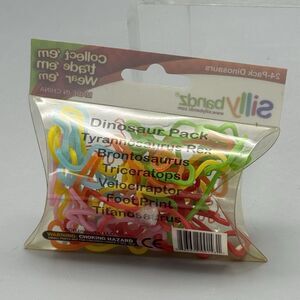 collect 'em
trade 'em
wear 'em
MADE IN CHINA
24-Pack Dinosaurs
Sillybandz
Dinosaur Pack
Tyrannosaurus Rex
Brontosaurus
Triceratops
Velociraptor
Foot Print
Titanosaurus
WARNING: CHOKING HAZARD
CE